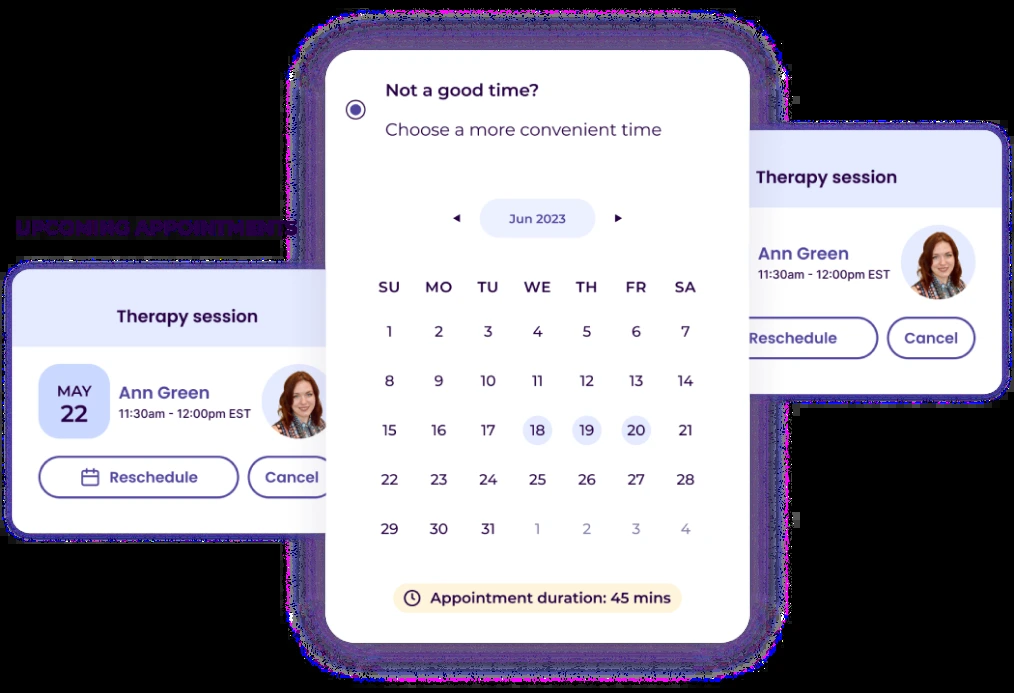 UPCOMING APPOINTMENTS
Therapy session
MAY
22
Ann Green
11:30am - 12:00pm EST
Reschedule
Cancel
Not a good time?
Choose a more convenient time
Jun 2023
SU MO TU WE TH FR SA
1 2 3 4 5 6 7
8 9 10 11 12 13 14
15 16 17 18 19 20 21
22 23 24 25 26 27 28
29 30 31 1 2 3 4
Appointment duration: 45 mins
Therapy session
Ann Green
11:30am - 12:00pm EST
Reschedule
Cancel